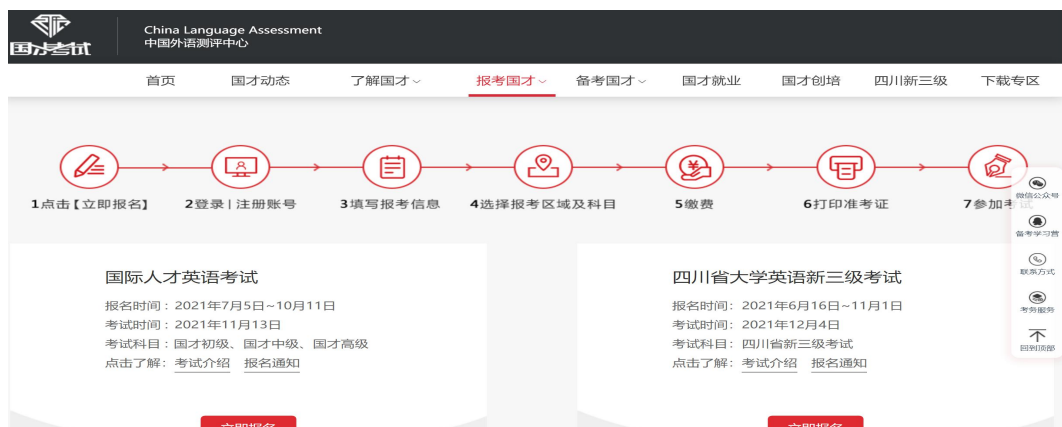 国才考试
China Language Assessment
中国外语测评中心
首页 国才动态 了解国才 报考国才 备考国才 国才就业 国才创培 四川新三级 下载专区
1点击【立即报名】 2登录|注册账号 3填写报考信息 4选择报考区域及科目 5缴费 6打印准考证 7参加考试
微信公众号
备考学习营
联系方式
考务服务
回到顶部
国际人才英语考试
报名时间：2021年7月5日~10月11日
考试时间：2021年11月13日
考试科目：国才初级、国才中级、国才高级
点击了解：考试介绍 报名通知
立即报名
四川省大学英语新三级考试
报名时间：2021年6月16日~11月1日
考试时间：2021年12月4日
考试科目：四川省新三级考试
点击了解：考试介绍 报名通知
立即报名